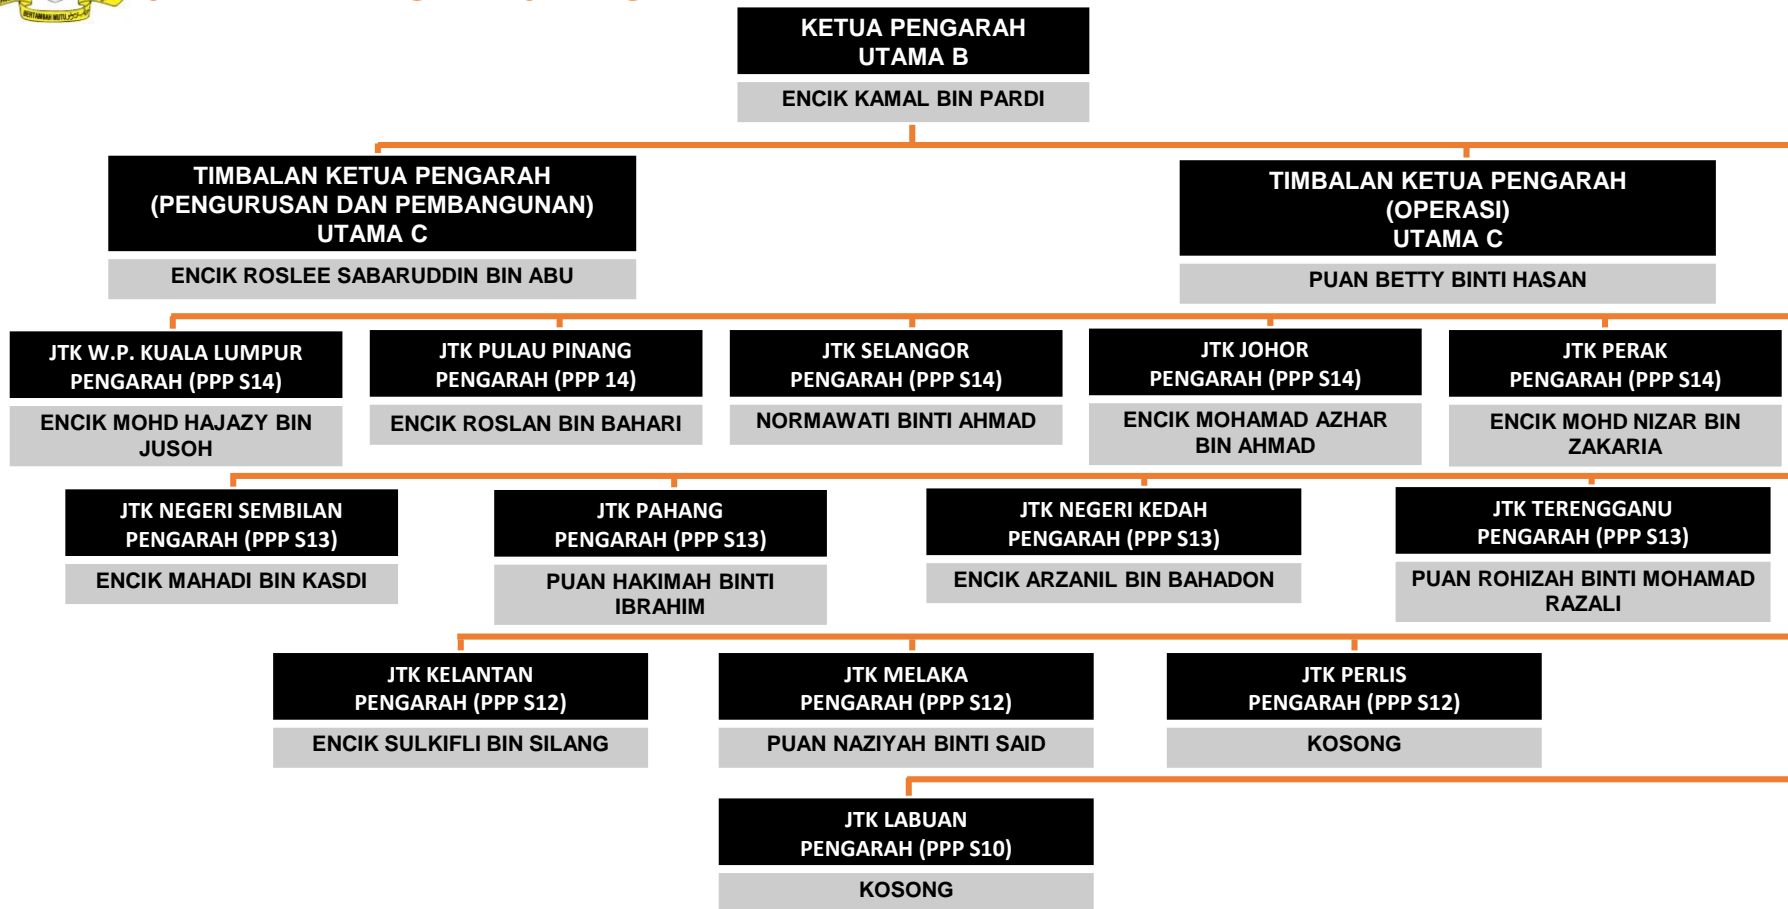 BERTAMBAH MUTU
KETUA PENGARAH
UTAMA B
ENCIK KAMAL BIN PARDI
TIMBALAN KETUA PENGARAH
(PENGURUSAN DAN PEMBANGUNAN)
UTAMA C
ENCIK ROSLEE SABARUDDIN BIN ABU
TIMBALAN KETUA PENGARAH
(OPERASI)
UTAMA C
PUAN BETTY BINTI HASAN
JTK W.P. KUALA LUMPUR
PENGARAH (PPP S14)
ENCIK MOHD HAJAZY BIN
JUSOH
JTK PULAU PINANG
PENGARAH (PPP 14)
ENCIK ROSLAN BIN BAHARI
JTK SELANGOR
PENGARAH (PPP S14)
NORMAWATI BINTI AHMAD
JTK JOHOR
PENGARAH (PPP S14)
ENCIK MOHAMAD AZHAR
BIN AHMAD
JTK PERAK
PENGARAH (PPP S14)
ENCIK MOHD NIZAR BIN
ZAKARIA
JTK NEGERI SEMBILAN
PENGARAH (PPP S13)
ENCIK MAHADI BIN KASDI
JTK PAHANG
PENGARAH (PPP S13)
PUAN HAKIMAH BINTI
IBRAHIM
JTK NEGERI KEDAH
PENGARAH (PPP S13)
ENCIK ARZANIL BIN BAHADON
JTK TERENGGANU
PENGARAH (PPP S13)
PUAN ROHIZAH BINTI MOHAMAD
RAZALI
JTK KELANTAN
PENGARAH (PPP S12)
ENCIK SULKIFLI BIN SILANG
JTK MELAKA
PENGARAH (PPP S12)
PUAN NAZIYAH BINTI SAID
JTK PERLIS
PENGARAH (PPP S12)
KOSONG
JTK LABUAN
PENGARAH (PPP S10)
KOSONG